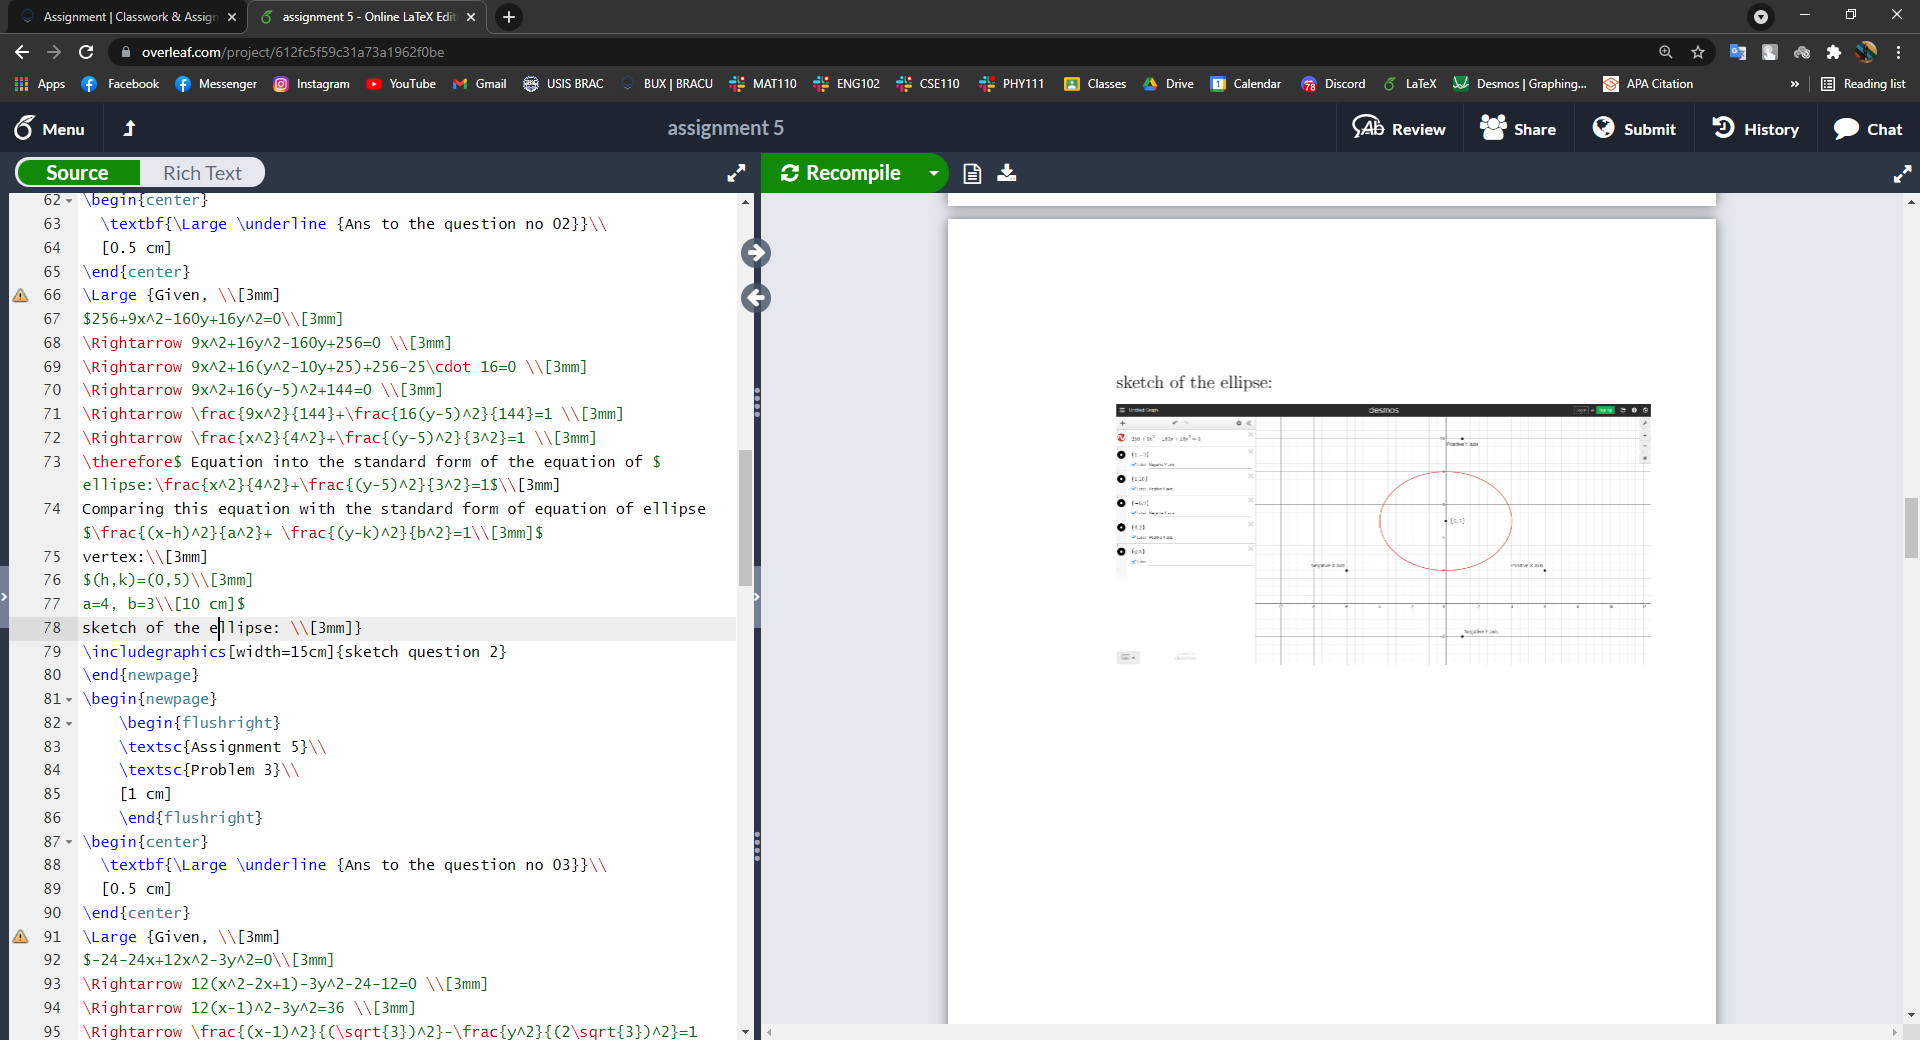 Assignment | Classwork & Assign
assignment 5 - Online LaTeX Edit
overleaf.com/project/612fc5f59c31a73a1962f0be
Apps Facebook Messenger Instagram YouTube Gmail USIS BRAC BUX | BRACU MAT110 ENG102 CSE110 PHY111 Classes Drive Calendar Discord LaTeX Desmos | Graphing... APA Citation » Reading list
Menu assignment 5 Review Share Submit History Chat
Source Rich Text Recompile
62 \begin{center}
63 \textbf{\Large \underline {Ans to the question no 02}}\\
64 [0.5 cm]
65 \end{center}
66 \Large {Given, \\[3mm]
67 $256+9x^2-160y+16y^2=0\\[3mm]
68 \Rightarrow 9x^2+16y^2-160y+256=0 \\[3mm]
69 \Rightarrow 9x^2+16(y^2-10y+25)+256-25\cdot 16=0 \\[3mm]
70 \Rightarrow 9x^2+16(y-5)^2+144=0 \\[3mm]
71 \Rightarrow \frac{9x^2}{144}+\frac{16(y-5)^2}{144}=1 \\[3mm]
72 \Rightarrow \frac{x^2}{4^2}+\frac{(y-5)^2}{3^2}=1 \\[3mm]
73 \therefore$ Equation into the standard form of the equation of $
ellipse:\frac{x^2}{4^2}+\frac{(y-5)^2}{3^2}=1$\\[3mm]
74 Comparing this equation with the standard form of equation of ellipse
$\frac{(x-h)^2}{a^2}+ \frac{(y-k)^2}{b^2}=1\\[3mm]$
75 vertex:\\[3mm]
76 $(h,k)=(0,5)\\[3mm]
77 a=4, b=3\\[10 cm]$
78 sketch of the ellipse: \\[3mm]}
79 \includegraphics[width=15cm]{sketch question 2}
80 \end{newpage}
81 \begin{newpage}
82 \begin{flushright}
83 \textsc{Assignment 5}\\
84 \textsc{Problem 3}\\
85 [1 cm]
86 \end{flushright}
87 \begin{center}
88 \textbf{\Large \underline {Ans to the question no 03}}\\
89 [0.5 cm]
90 \end{center}
91 \Large {Given, \\[3mm]
92 $-24-24x+12x^2-3y^2=0\\[3mm]
93 \Rightarrow 12(x^2-2x+1)-3y^2-24-12=0 \\[3mm]
94 \Rightarrow 12(x-1)^2-3y^2=36 \\[3mm]
95 \Rightarrow \frac{(x-1)^2}{(\sqrt{3})^2}-\frac{y^2}{(2\sqrt{3})^2}=1
sketch of the ellipse:
Untitled Graph desmos
Positive Y axis
Negative X axis Positive X axis
Negative Y axis